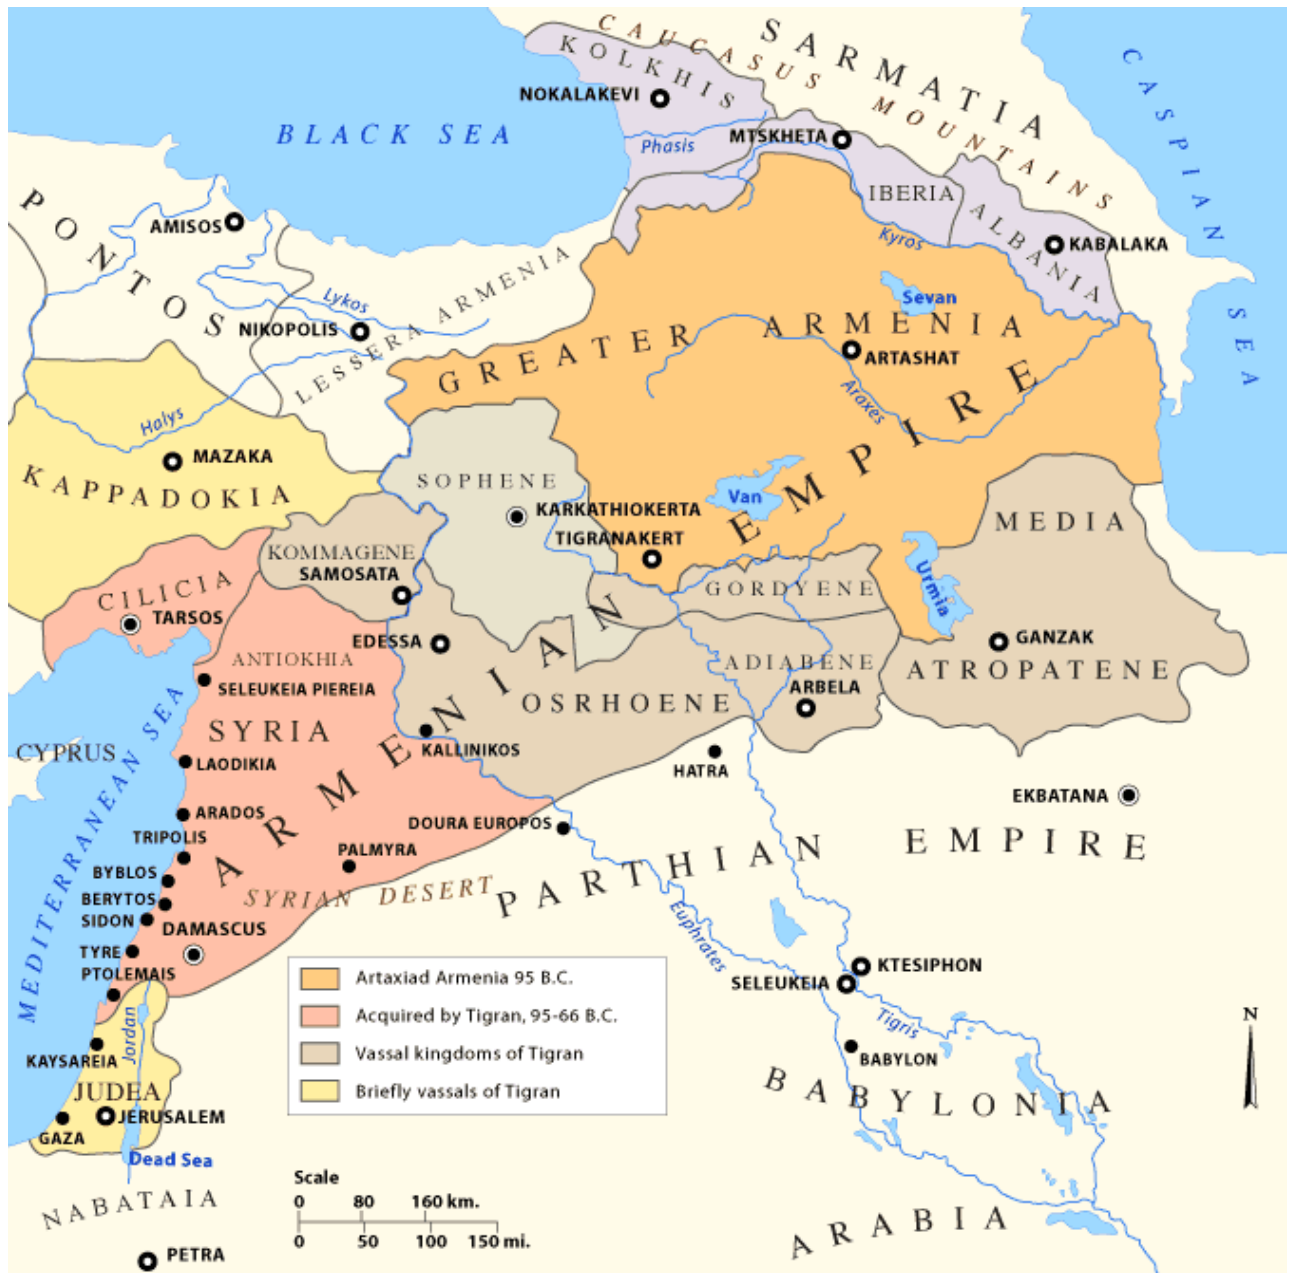 CAUCASUS MOUNTAINS
SARMATIA
CASPIAN SEA
KOLKHIS
NOKALAKEVI
BLACK SEA
Phasis
MTSKHETA
IBERIA
ALBANIA
KABALAKA
Kyros
PONTOS
AMISOS
Lykos
NIKOPOLIS
LESSERA ARMENIA
Sevan
GREATER ARMENIA
ARTASHAT
Araxes
ARMENIAN EMPIRE
Halys
MAZAKA
KAPPADOKIA
SOPHENE
KARKATHIOKERTA
TIGRANAKERT
Van
MEDIA
ATROPATENE
Urmia
GANZAK
KOMMAGENE
SAMOSATA
GORDYENE
CILICIA
TARSOS
EDESSA
ADIABENE
ARBELA
OSRHOENE
ANTIOKHIA
SELEUKEIA PIEREIA
SYRIA
KALLINIKOS
CYPRUS
MEDITERRANEAN SEA
LAODIKIA
HATRA
EKBATANA
ARADOS
TRIPOLIS
DOURA EUROPOS
PARTHIAN EMPIRE
PALMYRA
BYBLOS
SYRIAN DESERT
BERYTOS
SIDON
DAMASCUS
Euphrates
TYRE
PTOLEMAIS
KTESIPHON
SELEUKEIA
Tigris
Jordan
KAYSAREIA
BABYLON
BABYLONIA
JUDEA
JERUSALEM
GAZA
Dead Sea
NABATAIA
PETRA
ARABIA
N
Artaxiad Armenia 95 B.C.
Acquired by Tigran, 95-66 B.C.
Vassal kingdoms of Tigran
Briefly vassals of Tigran
Scale
0 80 160 km.
0 50 100 150 mi.